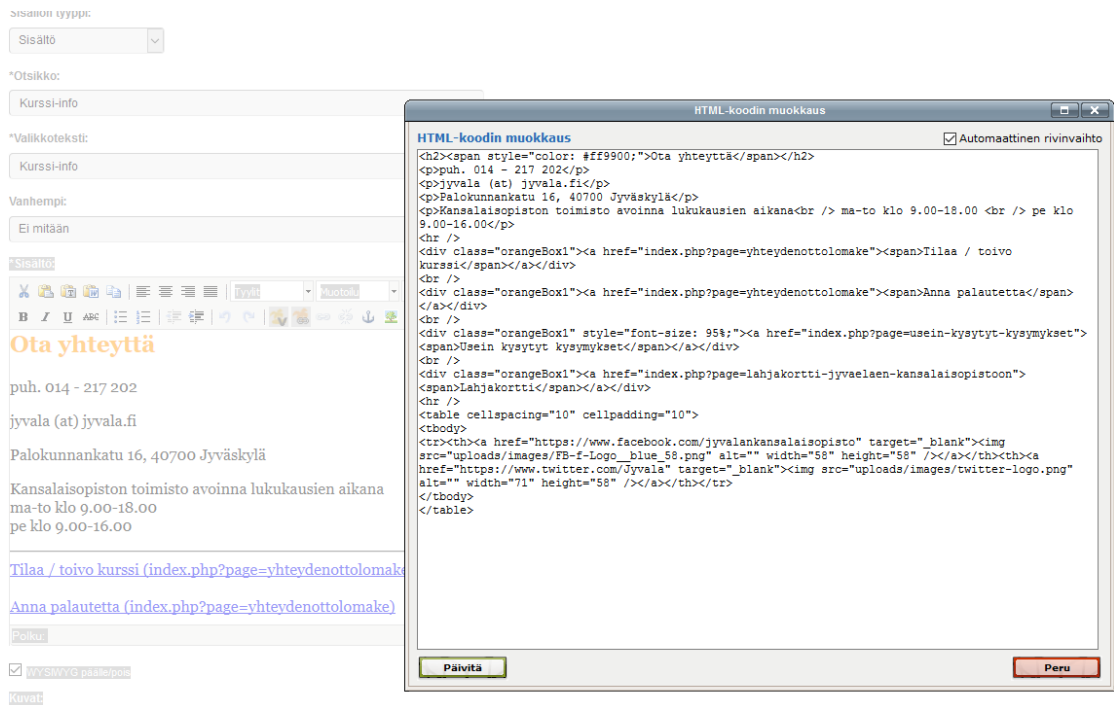 Sisällön tyyppi:
Sisältö
*Otsikko:
Kurssi-info
*Valikkoteksti:
Kurssi-info
Vanhempi:
Ei mitään
*Sisältö:
Tyylit
Muotoilu
B I U ABC
Ota yhteyttä
puh. 014 - 217 202
jyvala (at) jyvala.fi
Palokunnankatu 16, 40700 Jyväskylä
Kansalaisopiston toimisto avoinna lukukausien aikana
ma-to klo 9.00-18.00
pe klo 9.00-16.00
Tilaa / toivo kurssi (index.php?page=yhteydenottolomake
Anna palautetta (index.php?page=yhteydenottolomake)
Polku:
WYSIWYG päälle/pois
Kuvat:
HTML-koodin muokkaus
HTML-koodin muokkaus
Automaattinen rivinvaihto
<h2><span style="color: #ff9900;">Ota yhteyttä</span></h2>
<p>puh. 014 - 217 202</p>
<p>jyvala (at) jyvala.fi</p>
<p>Palokunnankatu 16, 40700 Jyväskylä</p>
<p>Kansalaisopiston toimisto avoinna lukukausien aikana<br /> ma-to klo 9.00-18.00 <br /> pe klo
9.00-16.00</p>
<hr />
<div class="orangeBox1"><a href="index.php?page=yhteydenottolomake"><span>Tilaa / toivo
kurssi</span></a></div>
<br />
<div class="orangeBox1"><a href="index.php?page=yhteydenottolomake"><span>Anna palautetta</span>
</a></div>
<br />
<div class="orangeBox1" style="font-size: 95%;"><a href="index.php?page=usein-kysytyt-kysymykset">
<span>Usein kysytyt kysymykset</span></a></div>
<br />
<div class="orangeBox1"><a href="index.php?page=lahjakortti-jyvaelaen-kansalaisopistoon">
<span>Lahjakortti</span></a></div>
<hr />
<table cellspacing="10" cellpadding="10">
<tbody>
<tr><th><a href="https://www.facebook.com/jyvalankansalaisopisto" target="_blank"><img
src="uploads/images/FB-f-Logo__blue_58.png" alt="" width="58" height="58" /></a></th><th><a
href="https://www.twitter.com/Jyvala" target="_blank"><img src="uploads/images/twitter-logo.png"
alt="" width="71" height="58" /></a></th></tr>
</tbody>
</table>
Päivitä
Peru